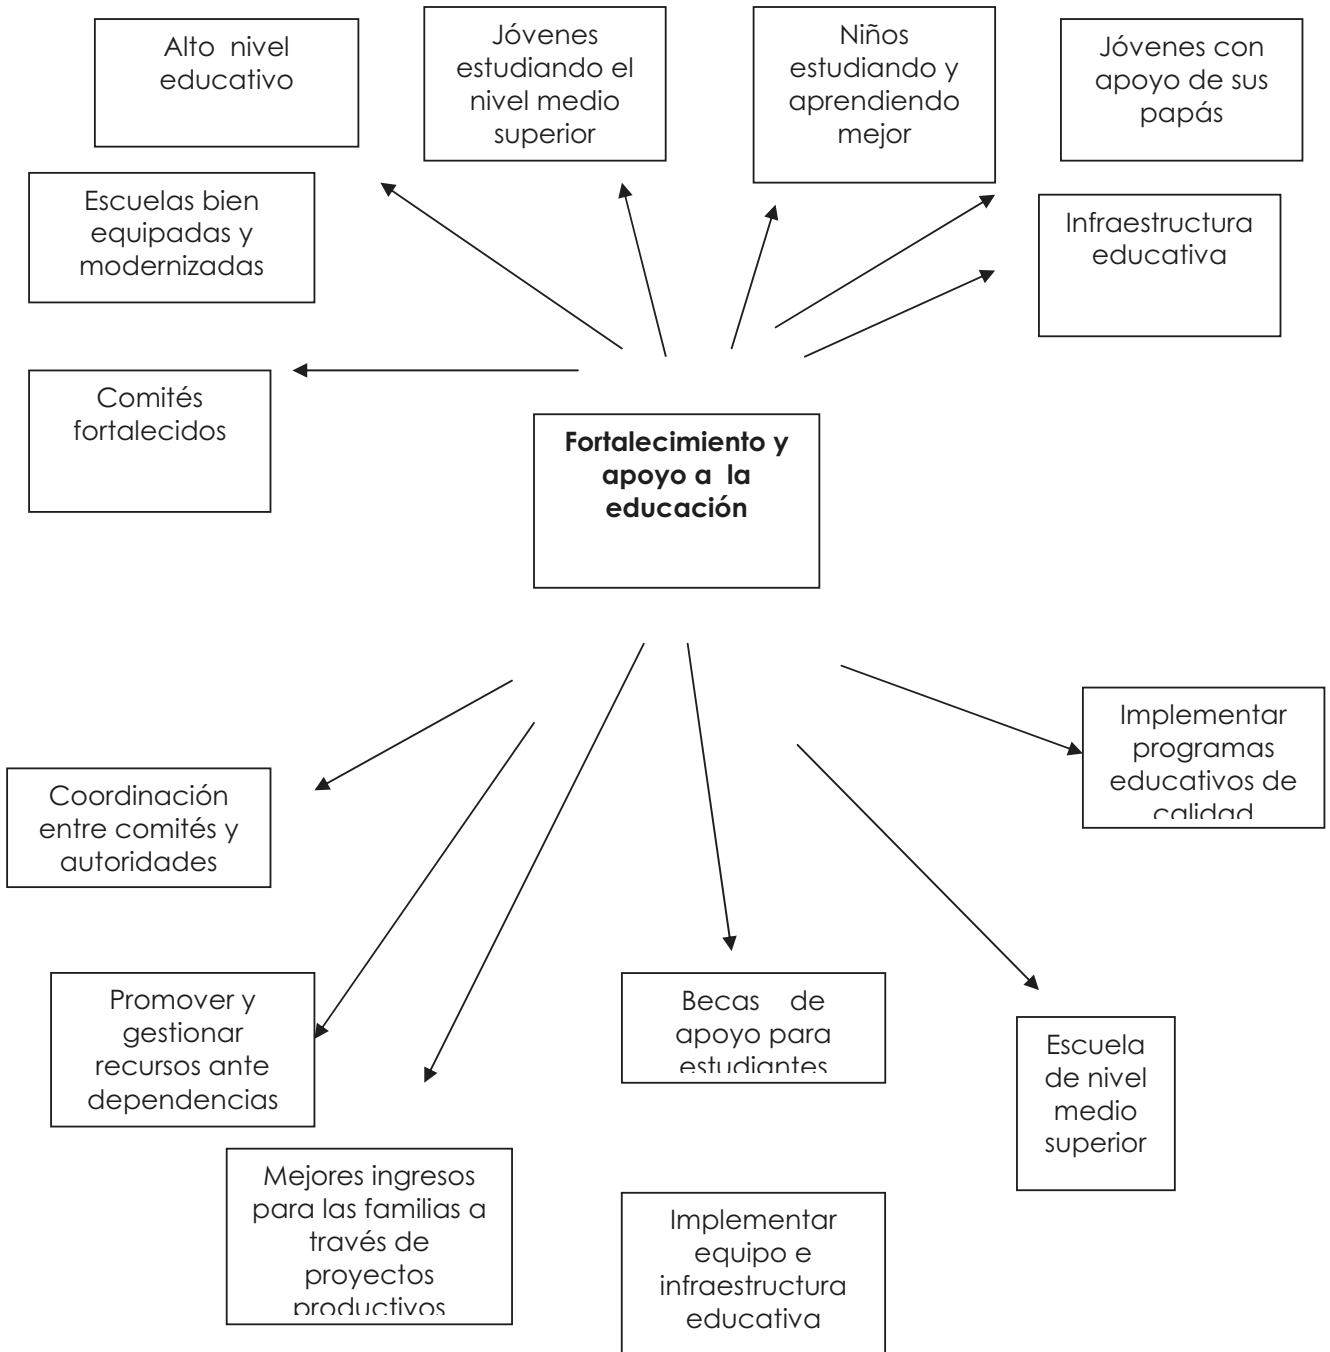 Alto nivel
educativo
Jóvenes
estudiando el
nivel medio
superior
Niños
estudiando y
aprendiendo
mejor
Jóvenes con
apoyo de sus
papás
Escuelas bien
equipadas y
modernizadas
Infraestructura
educativa
Comités
fortalecidos
Fortalecimiento y
apoyo a la
educación
Implementar
programas
educativos de
calidad
Coordinación
entre comités y
autoridades
Promover y
gestionar
recursos ante
dependencias
Becas de
apoyo para
estudiantes
Escuela
de nivel
medio
superior
Mejores ingresos
para las familias a
través de
proyectos
productivos
Implementar
equipo e
infraestructura
educativa